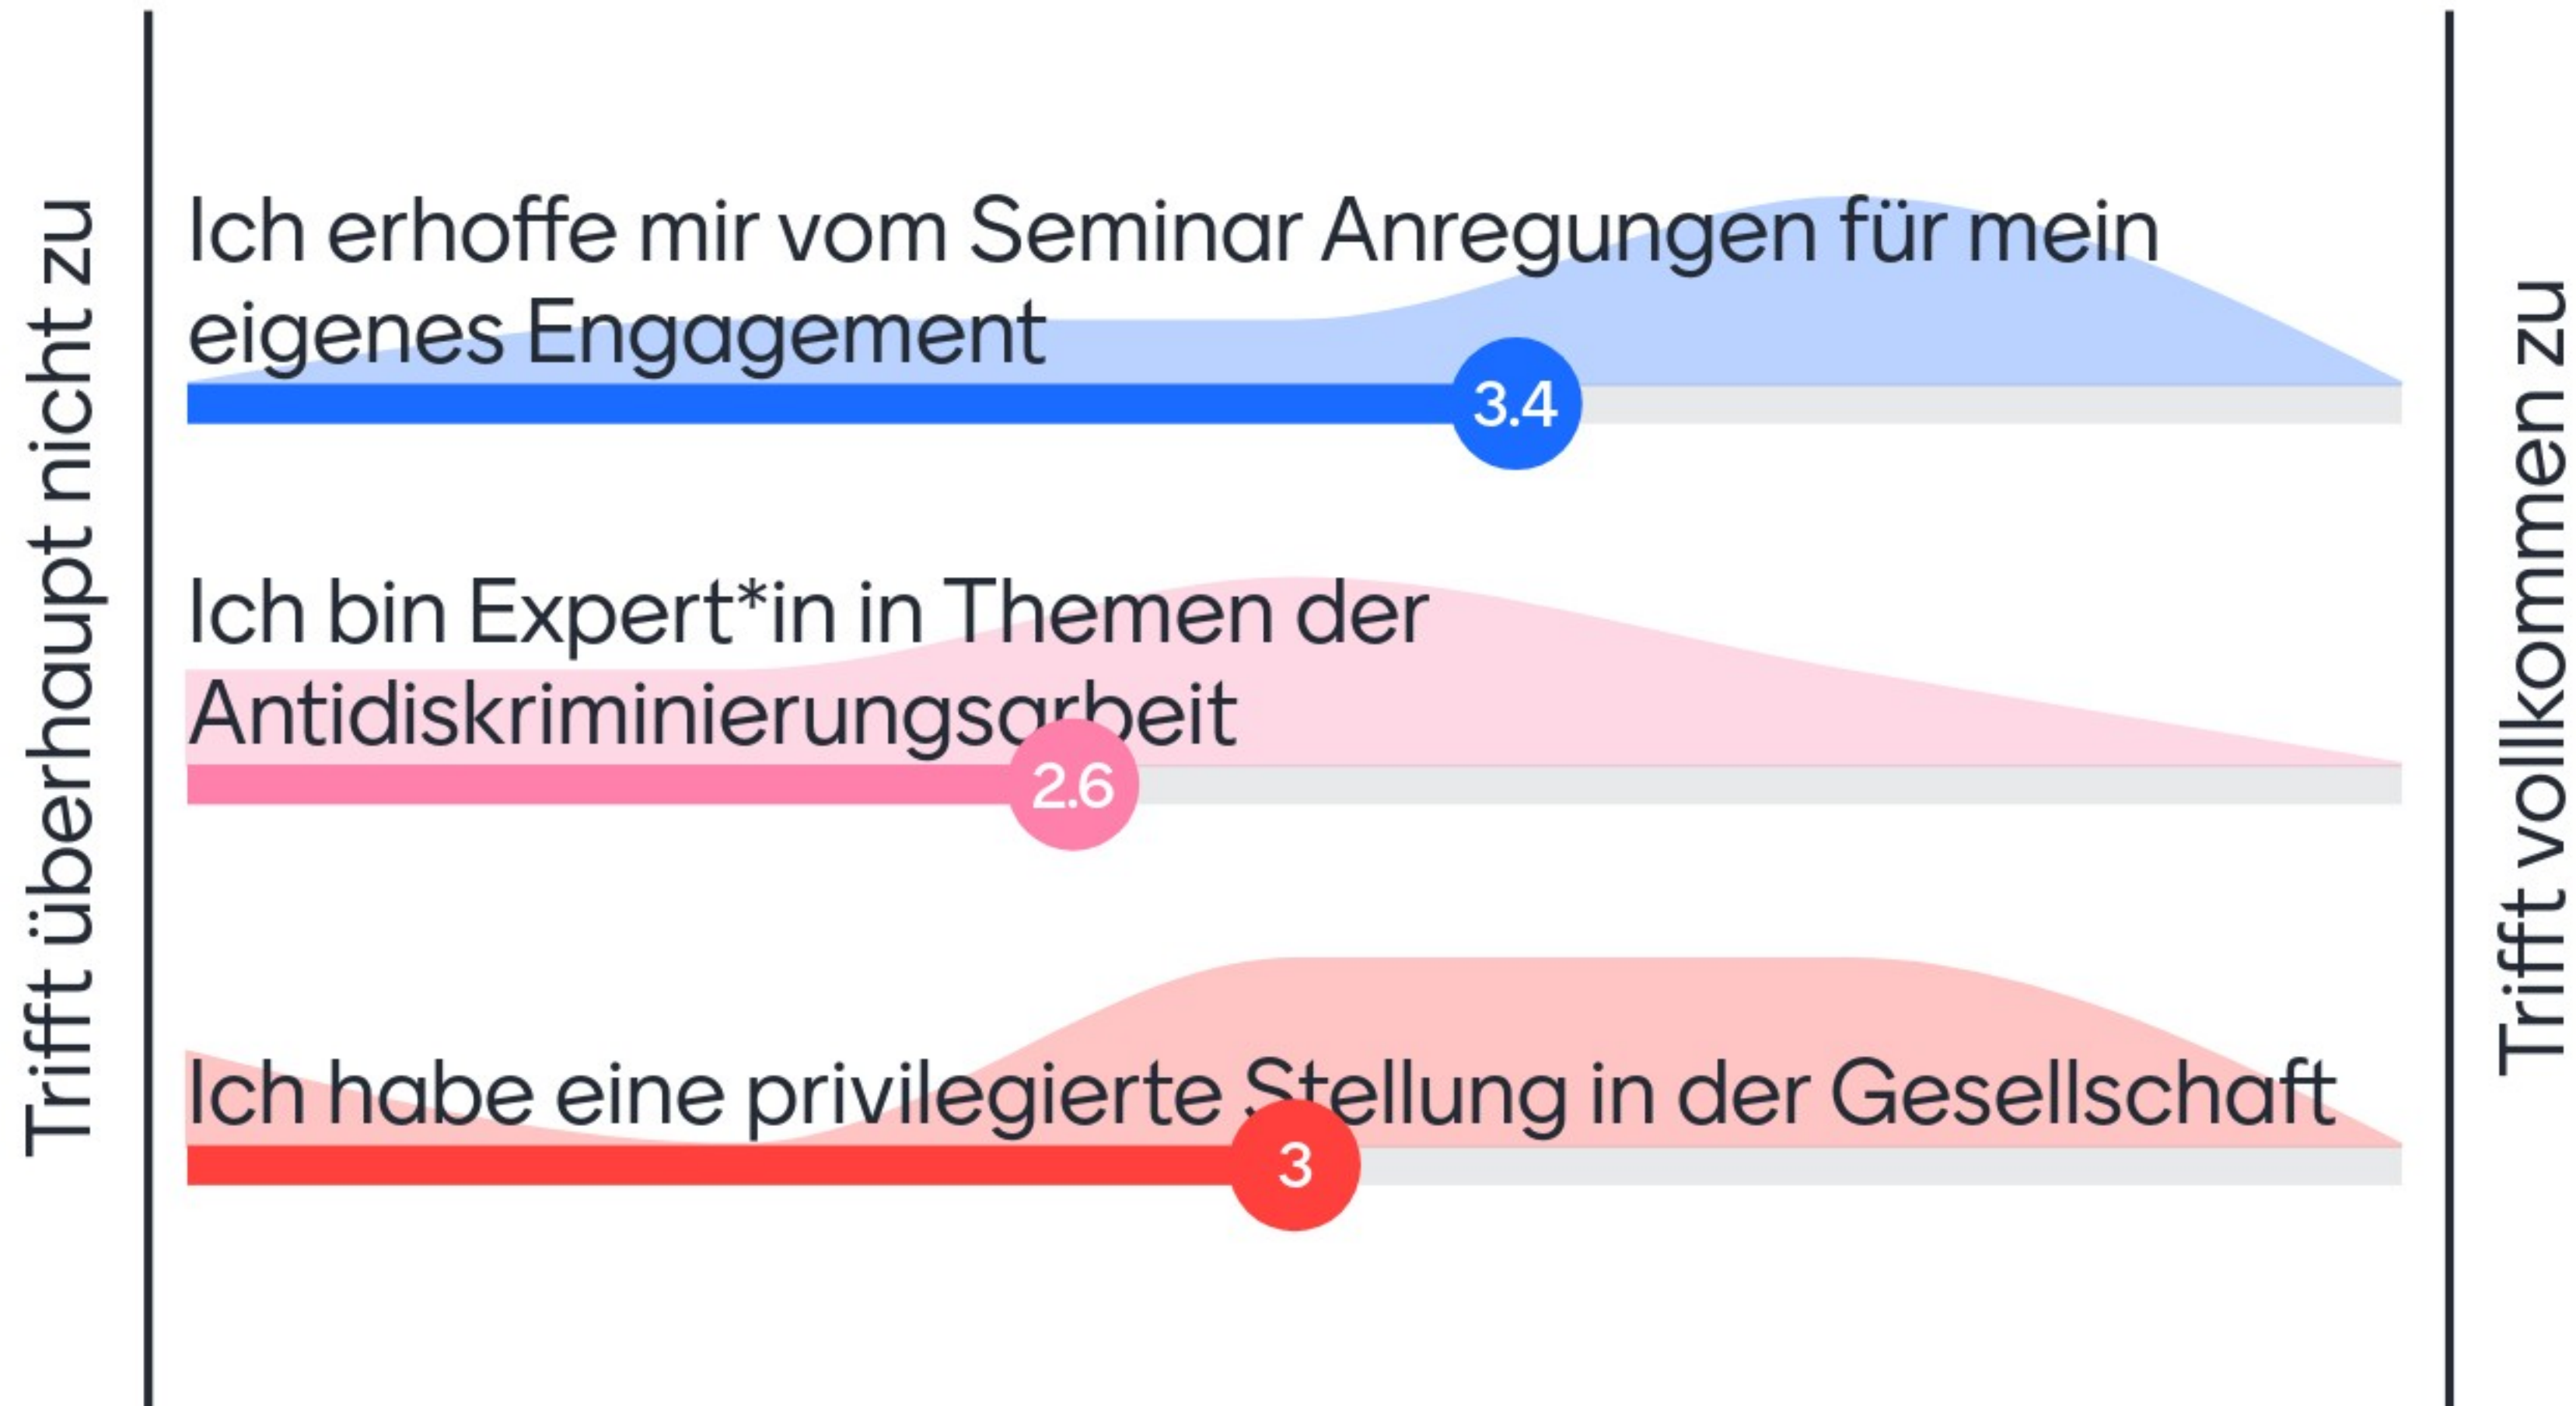 Trifft überhaupt nicht zu
Ich erhoffe mir vom Seminar Anregungen für mein
eigenes Engagement
3.4
Ich bin Expert*in in Themen der
Antidiskriminierungsarbeit
2.6
Ich habe eine privilegierte Stellung in der Gesellschaft
3
Trifft vollkommen zu